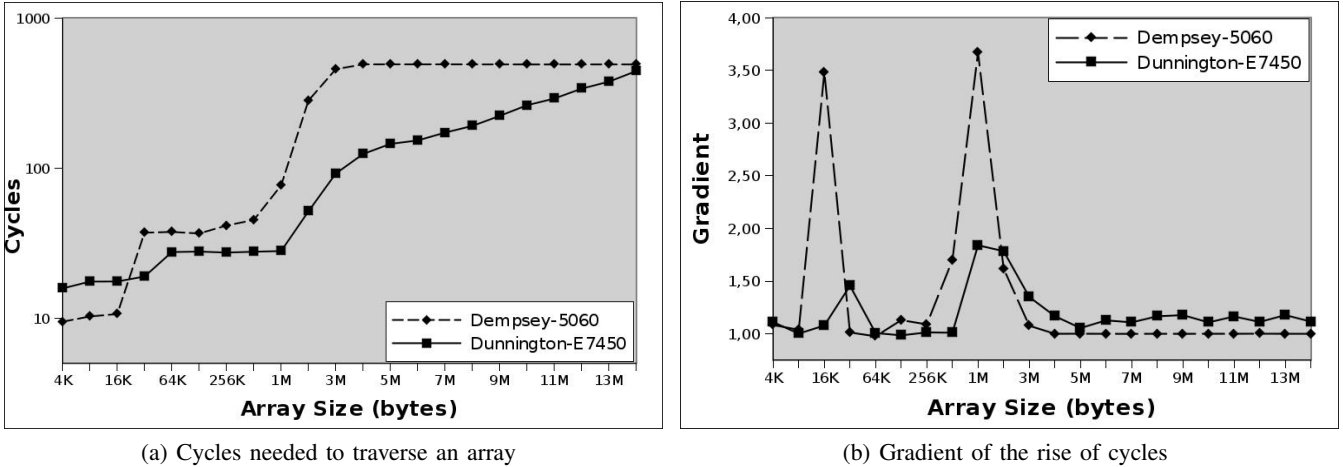 1000
100
10
Cycles
Dempsey-5060
Dunnington-E7450
4K 16K 64K 256K 1M 3M 5M 7M 9M 11M 13M
Array Size (bytes)
(a) Cycles needed to traverse an array
4,00
3,50
3,00
2,50
2,00
1,50
1,00
Gradient
Dempsey-5060
Dunnington-E7450
4K 16K 64K 256K 1M 3M 5M 7M 9M 11M 13M
Array Size (bytes)
(b) Gradient of the rise of cycles